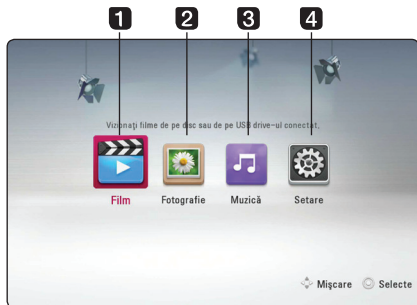 1 2 3 4
Vizionaţi filme de pe disc sau de pe USB drive-ul conectat.
Film Fotografie Muzică Setare
Mişcare Selecte